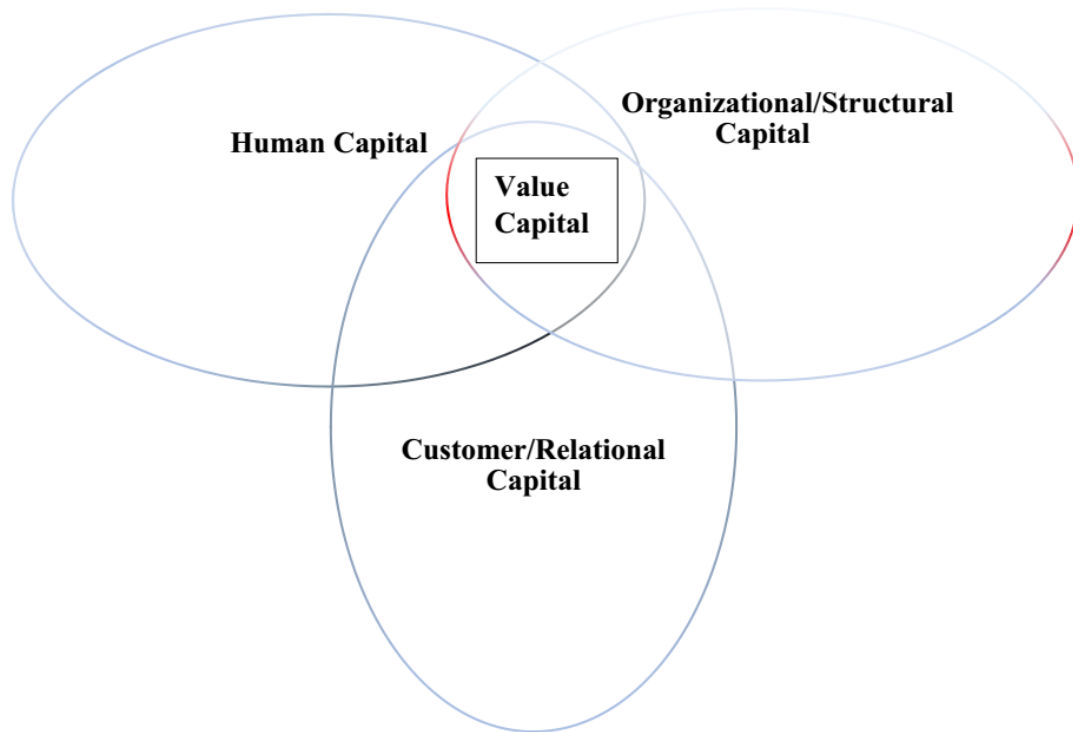 Human Capital
Organizational/Structural
Capital
Value
Capital
Customer/Relational
Capital